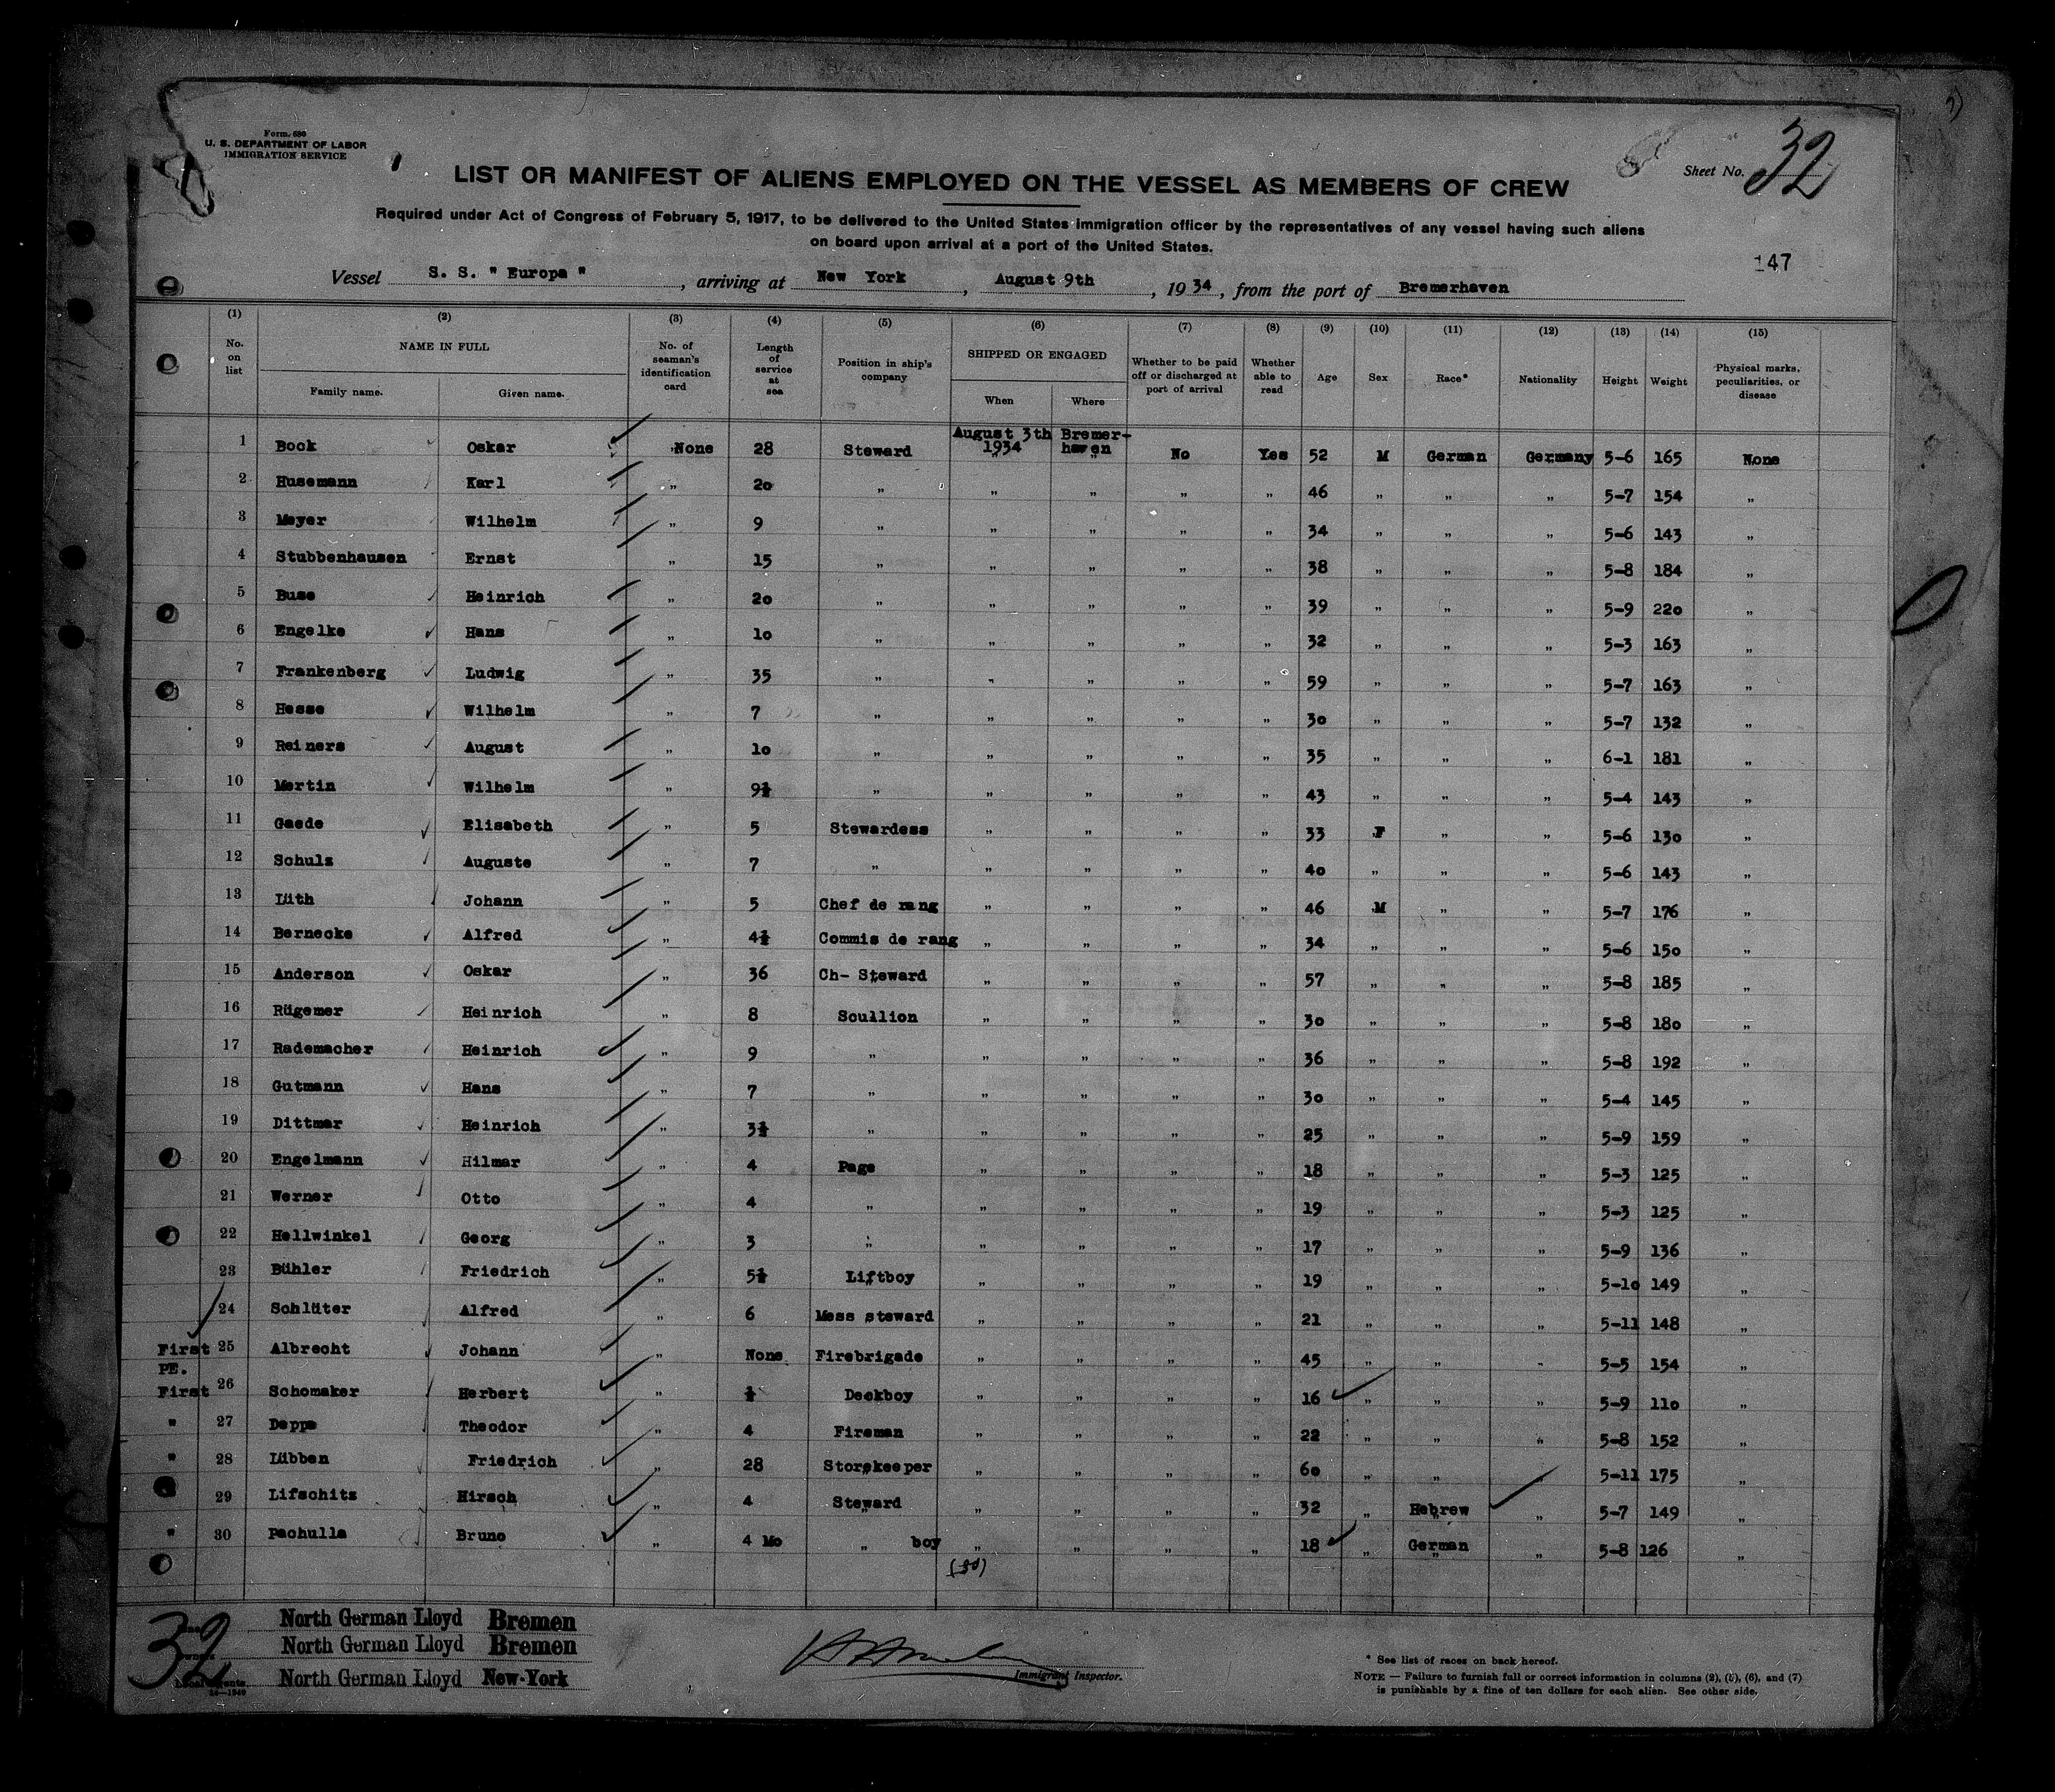 Form 680
U. S. DEPARTMENT OF LABOR
IMMIGRATION SERVICE
Sheet No. 32
LIST OR MANIFEST OF ALIENS EMPLOYED ON THE VESSEL AS MEMBERS OF CREW
Required under Act of Congress of February 5, 1917, to be delivered to the United States immigration officer by the representatives of any vessel having such aliens
on board upon arrival at a port of the United States.
147
Vessel S. S. " Europa ", arriving at New York, August 9th, 1934, from the port of Bremerhaven
(1) (2) (3) (4) (5) (6) (7) (8) (9) (10) (11) (12) (13) (14) (15)
No. on list NAME IN FULL Family name. Given name. No. of seaman's identification card Length of service at sea Position in ship's company SHIPPED OR ENGAGED When Where Whether to be paid off or discharged at port of arrival Whether able to read Age Sex Race* Nationality Height Weight Physical marks, peculiarities, or disease
1 Bock Oskar None 28 Steward August 3th 1934 Bremer-haven No Yes 52 M German Germany 5-6 165 None
2 Husemann Karl " 20 " " " " " 46 " " " 5-7 154 "
3 Meyer Wilhelm " 9 " " " " " 34 " " " 5-6 143 "
4 Stubbenhausen Ernst " 15 " " " " " 38 " " " 5-8 184 "
5 Buse Heinrich " 20 " " " " " 39 " " " 5-9 220 "
6 Engelke Hans " 10 " " " " " 32 " " " 5-3 163 "
7 Frankenberg Ludwig " 35 " " " " " 59 " " " 5-7 163 "
8 Hesse Wilhelm " 7 " " " " " 30 " " " 5-7 132 "
9 Reiners August " 10 " " " " " 35 " " " 6-1 181 "
10 Mertin Wilhelm " 9½ " " " " " 43 " " " 5-4 143 "
11 Gaede Elisabeth " 5 Stewardess " " " " 33 F " " 5-6 130 "
12 Schulz Auguste " 7 " " " " " 40 " " " 5-6 143 "
13 Lüth Johann " 5 Chef de rang " " " " 46 M " " 5-7 176 "
14 Bernecke Alfred " 4½ Commis de rang " " " " 34 " " " 5-6 150 "
15 Anderson Oskar " 36 Ch- Steward " " " " 57 " " " 5-8 185 "
16 Rügemer Heinrich " 8 Scullion " " " " 30 " " " 5-8 180 "
17 Rademacher Heinrich " 9 " " " " " 36 " " " 5-8 192 "
18 Gutmann Hans " 7 " " " " " 30 " " " 5-4 145 "
19 Dittmar Heinrich " 3½ " " " " " 25 " " " 5-9 159 "
20 Engelmann Hilmar " 4 Page " " " " 18 " " " 5-3 125 "
21 Werner Otto " 4 " " " " " 19 " " " 5-3 125 "
22 Hellwinkel Georg " 3 " " " " " 17 " " " 5-9 136 "
23 Bühler Friedrich " 5½ Liftboy " " " " 19 " " " 5-10 149 "
24 Schlüter Alfred " 6 Mess steward " " " " 21 " " " 5-11 148 "
First PE. 25 Albrecht Johann " None Firebrigade " " " " 45 " " " 5-5 154 "
First 26 Schomaker Herbert " ½ Deckboy " " " " 16 " " " 5-9 110 "
" 27 Deppe Theodor " 4 Fireman " " " " 22 " " " 5-8 152 "
" 28 Lübben Friedrich " 28 Storekeeper " " " " 60 " " " 5-11 175 "
29 Lifschitz Hirsch " 4 Steward " " " " 32 " Hebrew " 5-7 149 "
" 30 Pachulla Bruno " 4 Mo " boy " " " " 18 " German " 5-8 126 "
(30)
32
North German Lloyd Bremen
North German Lloyd Bremen
North German Lloyd New-York
14—1240
Immigrant Inspector.
* See list of races on back hereof.
NOTE — Failure to furnish full or correct information in columns (2), (5), (6), and (7)
is punishable by a fine of ten dollars for each alien. See other side.